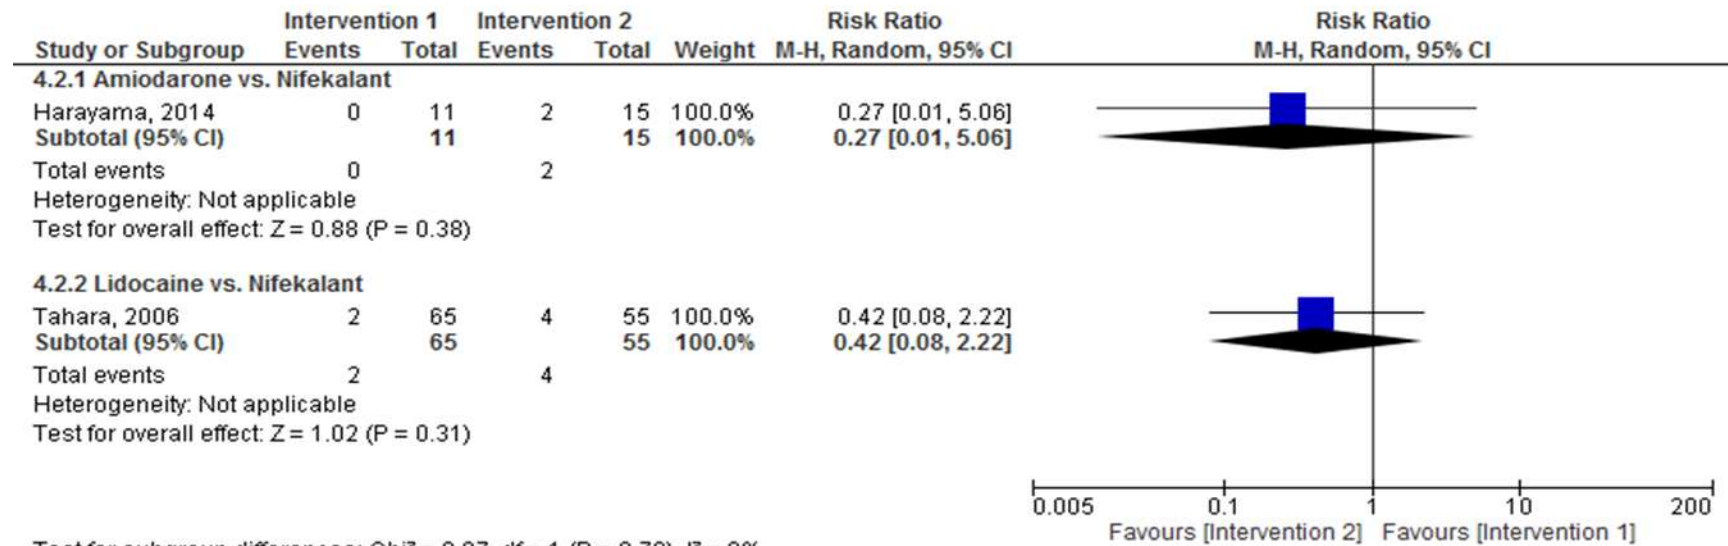 Intervention 1 Intervention 2 Risk Ratio Risk Ratio
Study or Subgroup Events Total Events Total Weight M-H, Random, 95% CI M-H, Random, 95% CI
4.2.1 Amiodarone vs. Nifekalant
Harayama, 2014 0 11 2 15 100.0% 0.27 [0.01, 5.06]
Subtotal (95% CI) 11 15 100.0% 0.27 [0.01, 5.06]
Total events 0 2
Heterogeneity: Not applicable
Test for overall effect: Z = 0.88 (P = 0.38)
4.2.2 Lidocaine vs. Nifekalant
Tahara, 2006 2 65 4 55 100.0% 0.42 [0.08, 2.22]
Subtotal (95% CI) 65 55 100.0% 0.42 [0.08, 2.22]
Total events 2 4
Heterogeneity: Not applicable
Test for overall effect: Z = 1.02 (P = 0.31)
0.005 0.1 1 10 200
Favours [Intervention 2] Favours [Intervention 1]
Test for subgroup differences: